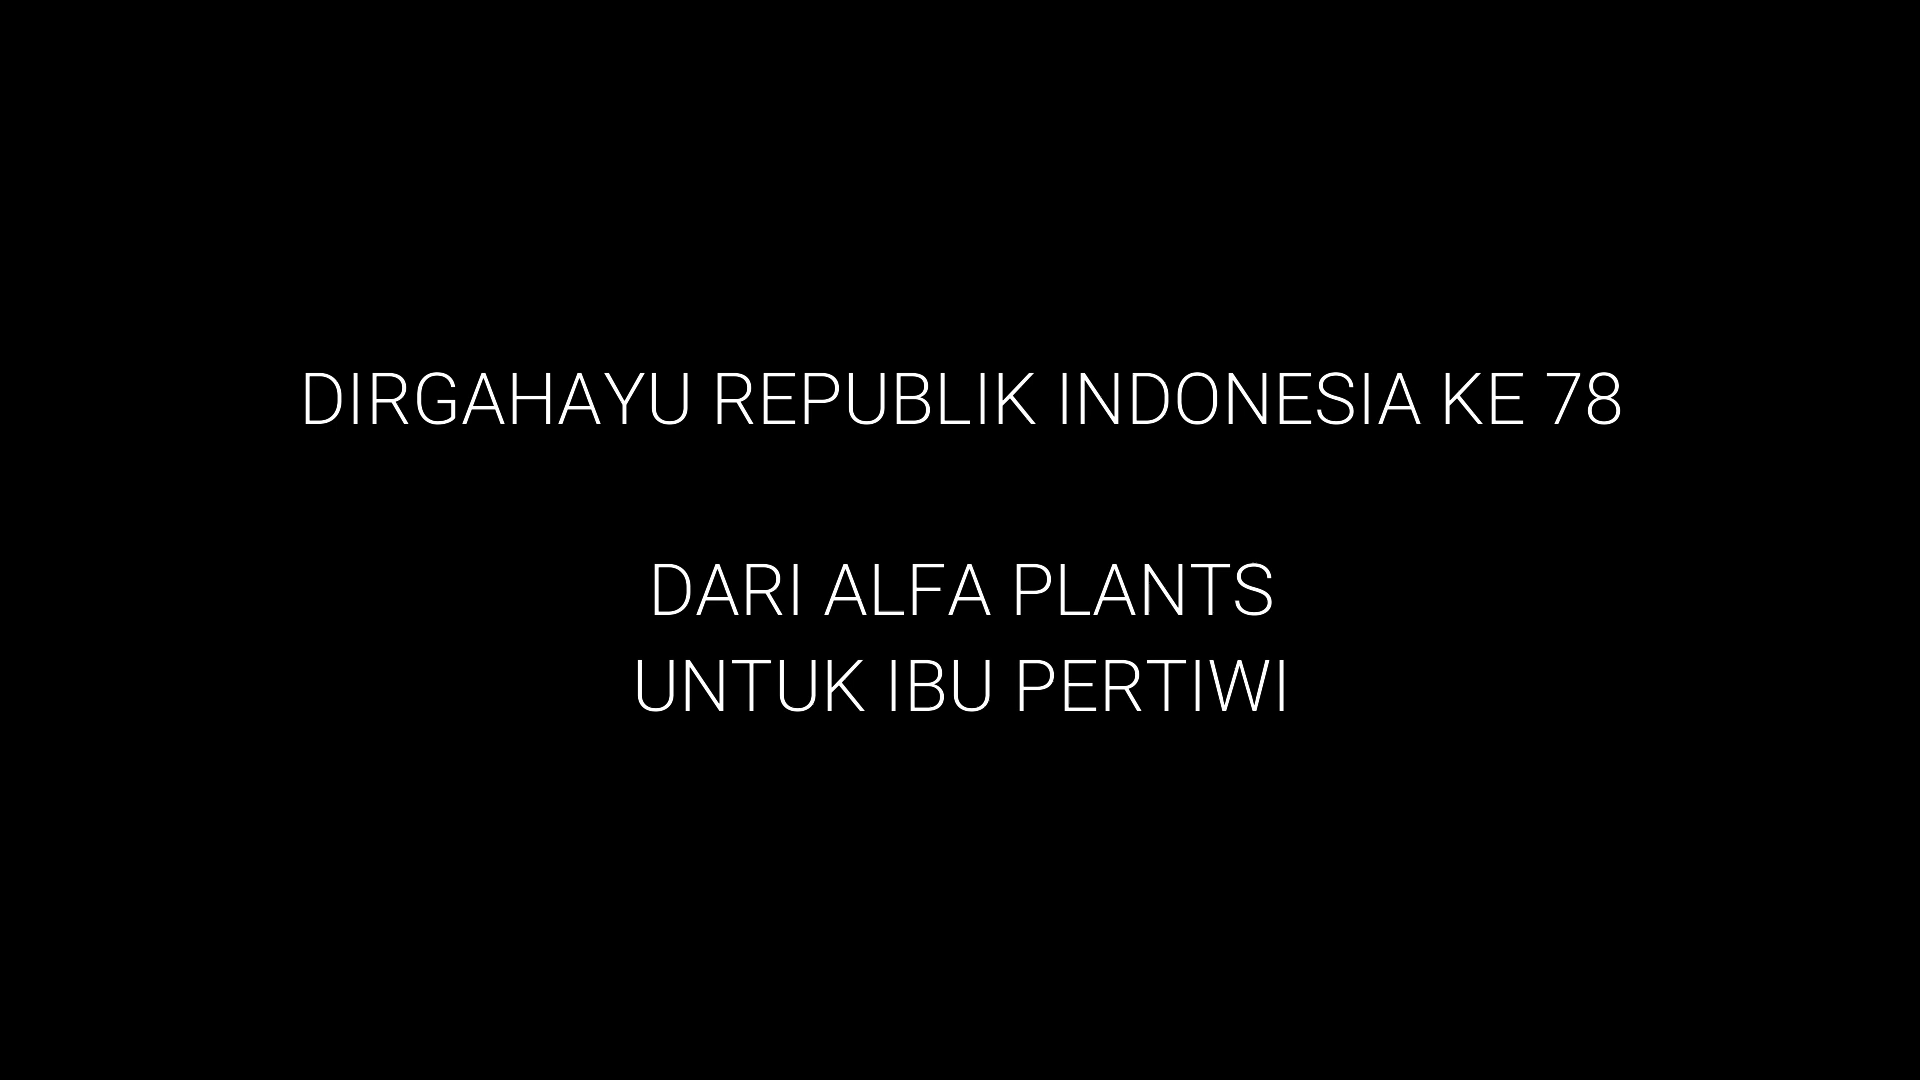 DIRGAHAYU REPUBLIK INDONESIA KE 78
DARI ALFA PLANTS
UNTUK IBU PERTIWI